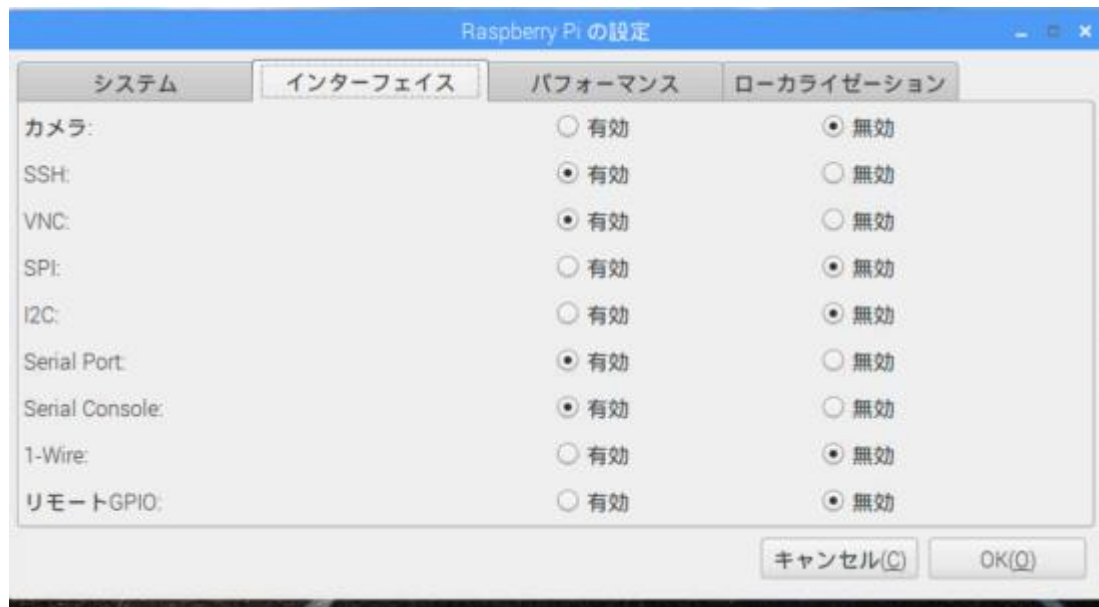 Raspberry Pi の設定
システム インターフェイス パフォーマンス ローカライゼーション
カメラ: 有効 無効
SSH: 有効 無効
VNC: 有効 無効
SPI: 有効 無効
I2C: 有効 無効
Serial Port: 有効 無効
Serial Console: 有効 無効
1-Wire: 有効 無効
リモートGPIO: 有効 無効
キャンセル(C) OK(O)